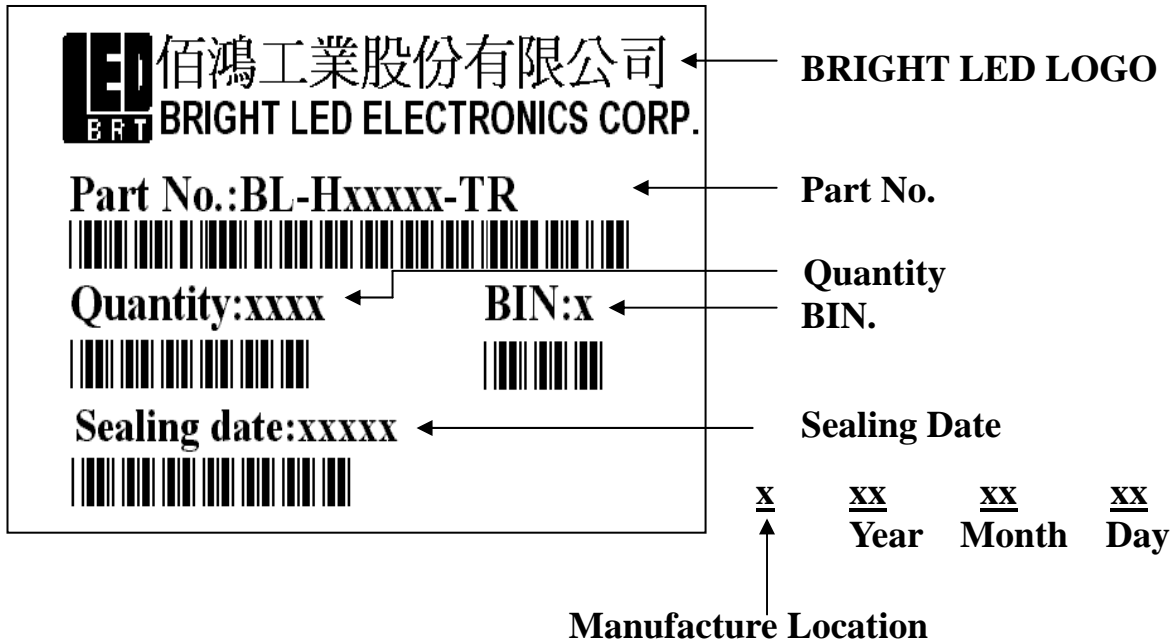 LED 佰鴻工業股份有限公司 BRIGHT LED LOGO
BRT BRIGHT LED ELECTRONICS CORP.
Part No.:BL-Hxxxxx-TR Part No.
Quantity:xxxx BIN:x Quantity
BIN.
Sealing date:xxxxx Sealing Date
x xx xx xx
Year Month Day
Manufacture Location